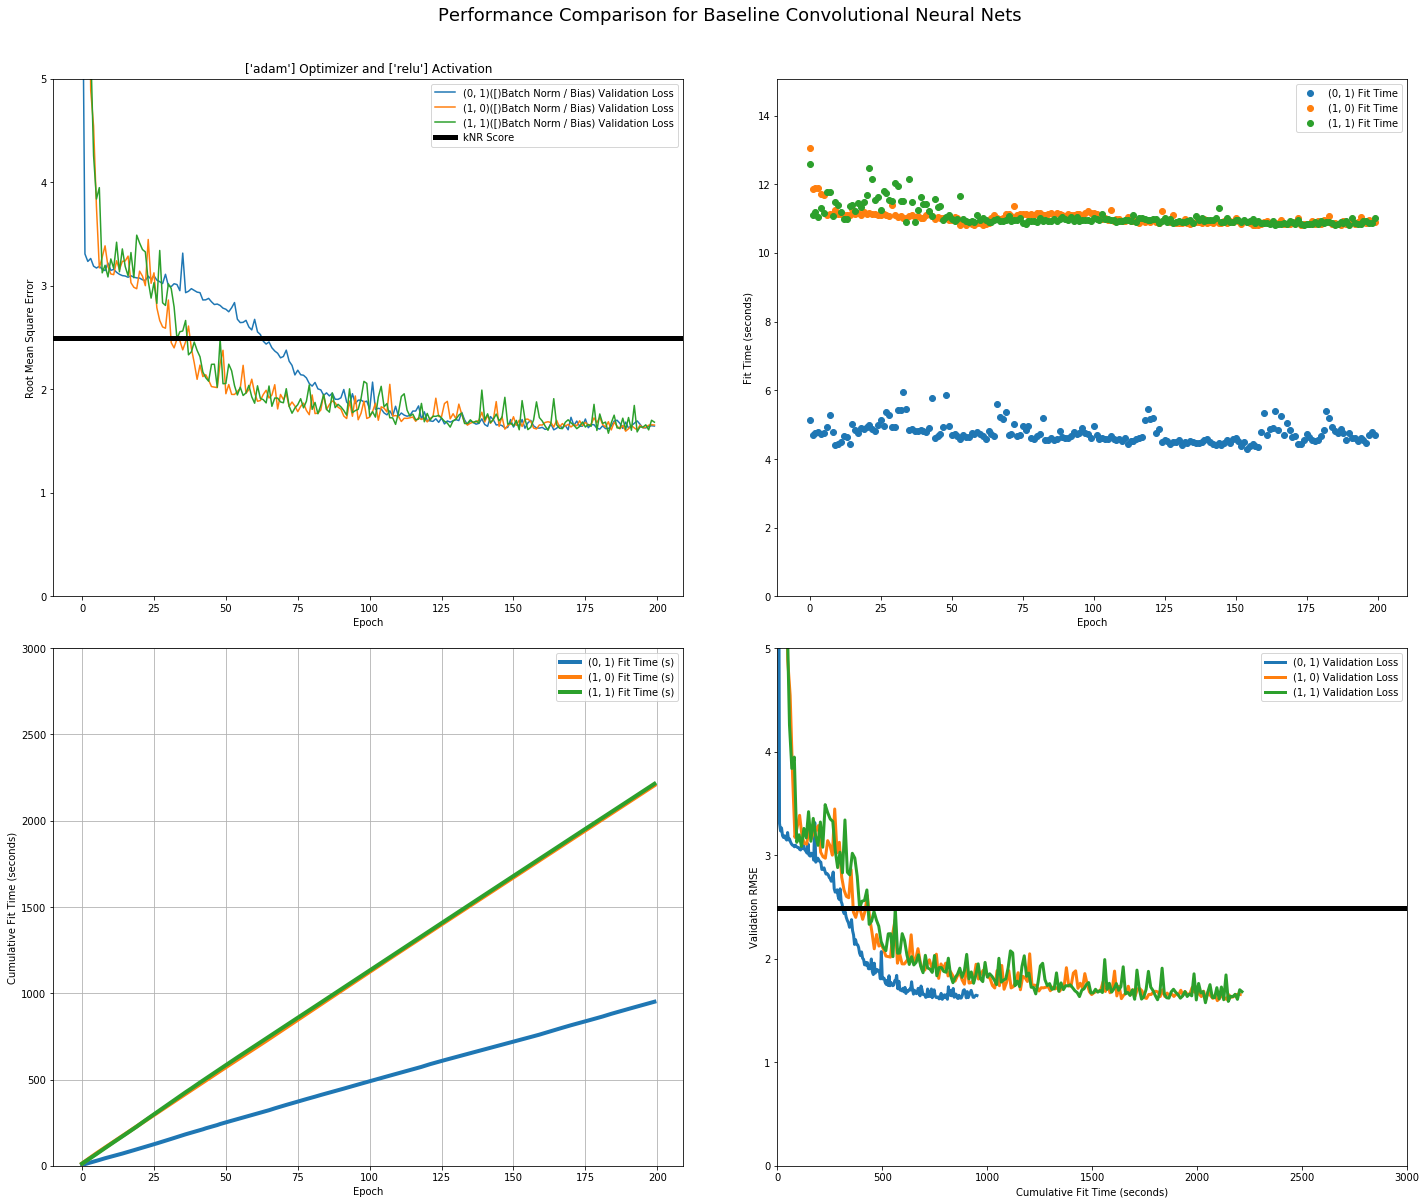 Performance Comparison for Baseline Convolutional Neural Nets
['adam'] Optimizer and ['relu'] Activation
(0, 1)([)Batch Norm / Bias) Validation Loss
(1, 0)([)Batch Norm / Bias) Validation Loss
(1, 1)([)Batch Norm / Bias) Validation Loss
kNR Score
Root Mean Square Error
5
4
3
2
1
0
0 25 50 75 100 125 150 175 200
Epoch
(0, 1) Fit Time
(1, 0) Fit Time
(1, 1) Fit Time
Fit Time (seconds)
14
12
10
8
6
4
2
0
0 25 50 75 100 125 150 175 200
Epoch
(0, 1) Fit Time (s)
(1, 0) Fit Time (s)
(1, 1) Fit Time (s)
Cumulative Fit Time (seconds)
3000
2500
2000
1500
1000
500
0
0 25 50 75 100 125 150 175 200
Epoch
(0, 1) Validation Loss
(1, 0) Validation Loss
(1, 1) Validation Loss
Validation RMSE
5
4
3
2
1
0
0 500 1000 1500 2000 2500 3000
Cumulative Fit Time (seconds)